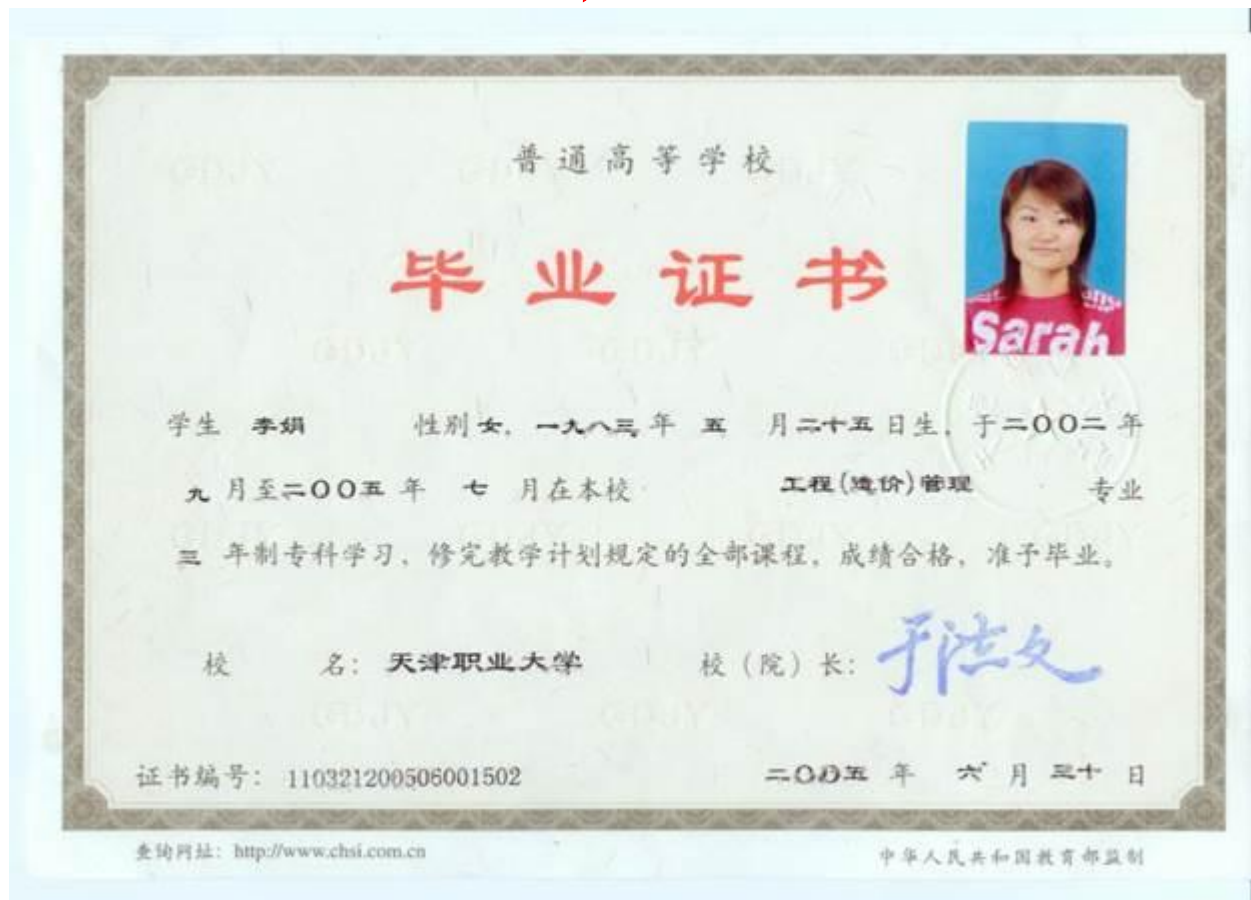 普通高等学校
毕业证书
Sarah
学生 李娟 性别 女, 一九八三 年 五 月 二十五 日生, 于二〇〇二 年
九 月至二〇〇五 年 七 月在本校 工程(造价)管理 专业
三 年制专科学习, 修完教学计划规定的全部课程, 成绩合格, 准予毕业。
校 名: 天津职业大学 校(院)长:
证书编号: 110321200506001502 二〇〇五 年 六 月 三十 日
查询网址: http://www.chsi.com.cn 中华人民共和国教育部监制